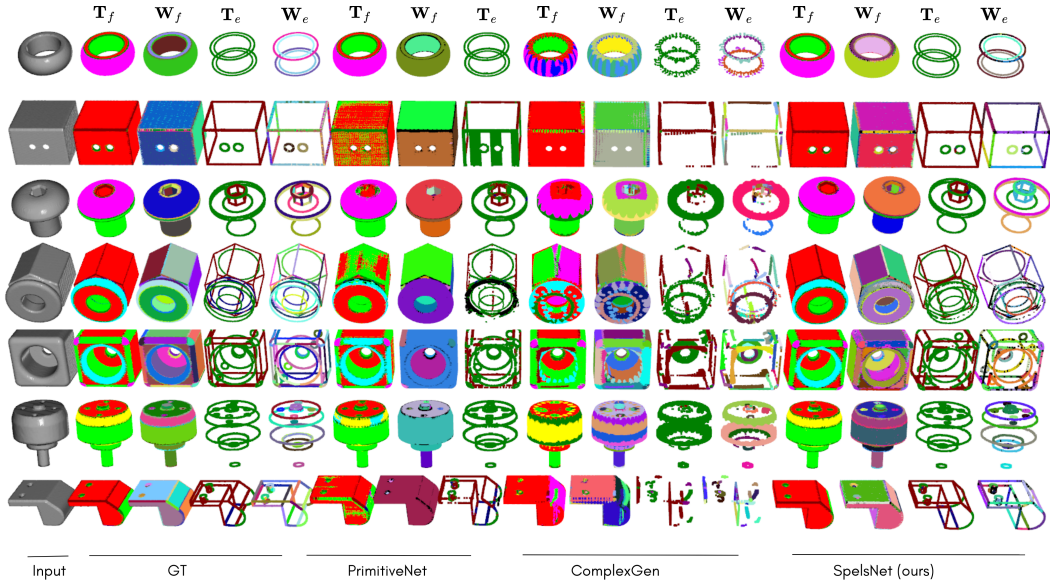 T_f W_f T_e W_e T_f W_f T_e T_f W_f T_e W_e T_f W_f T_e W_e
Input GT PrimitiveNet ComplexGen SpelsNet (ours)